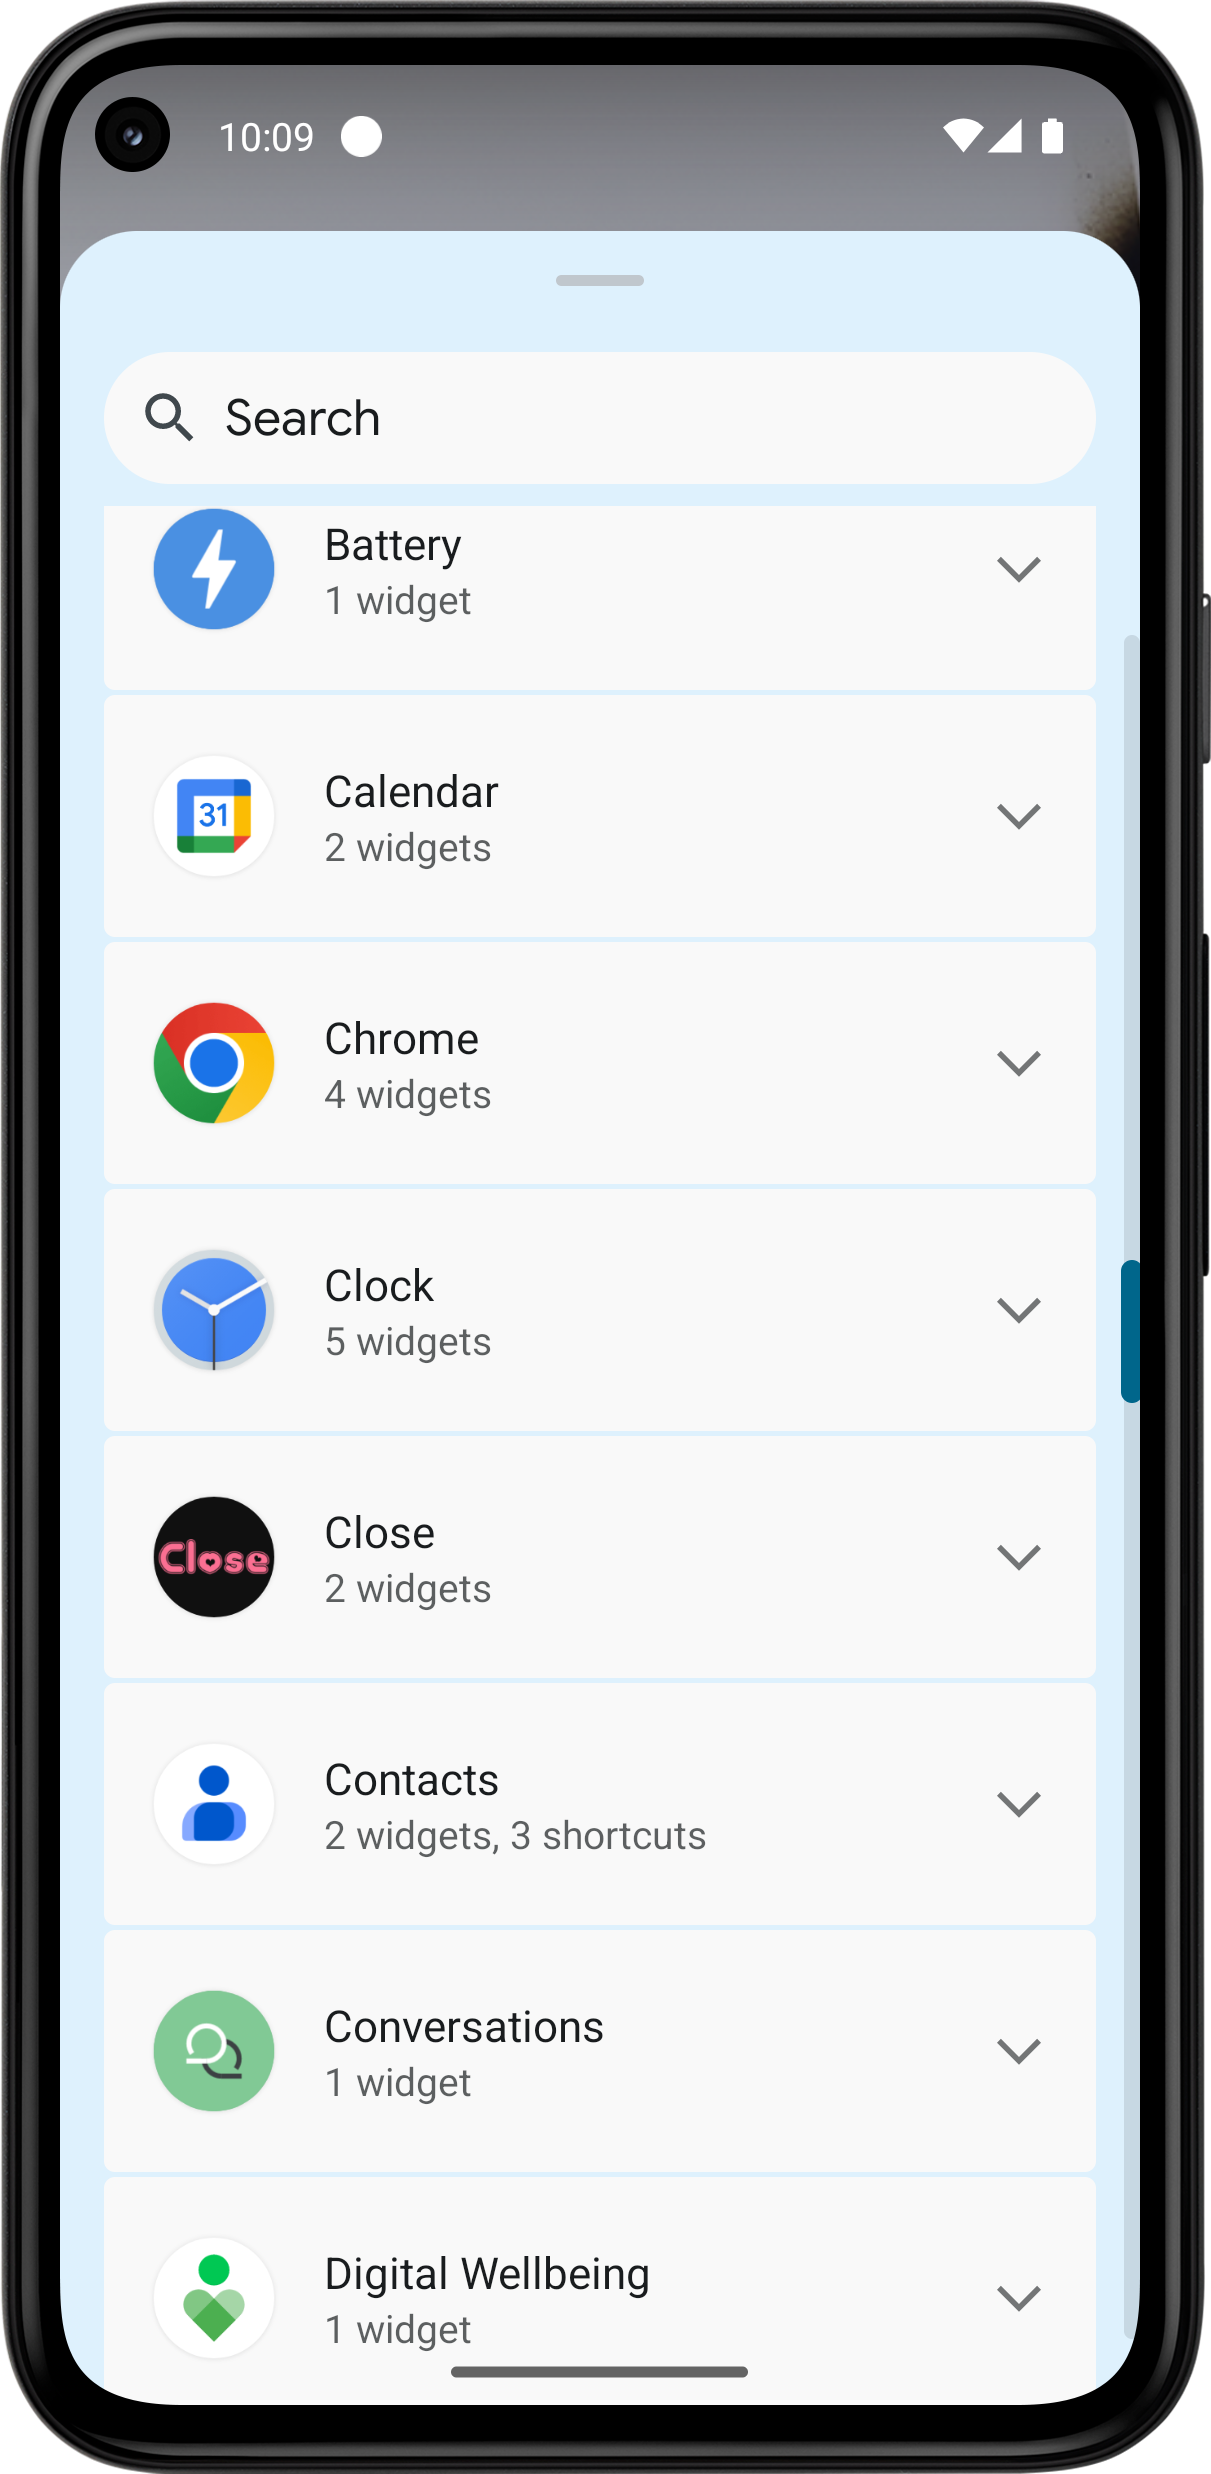 10:09
Search
Battery
1 widget
31
Calendar
2 widgets
Chrome
4 widgets
Clock
5 widgets
Close
Close
2 widgets
Contacts
2 widgets, 3 shortcuts
Conversations
1 widget
Digital Wellbeing
1 widget